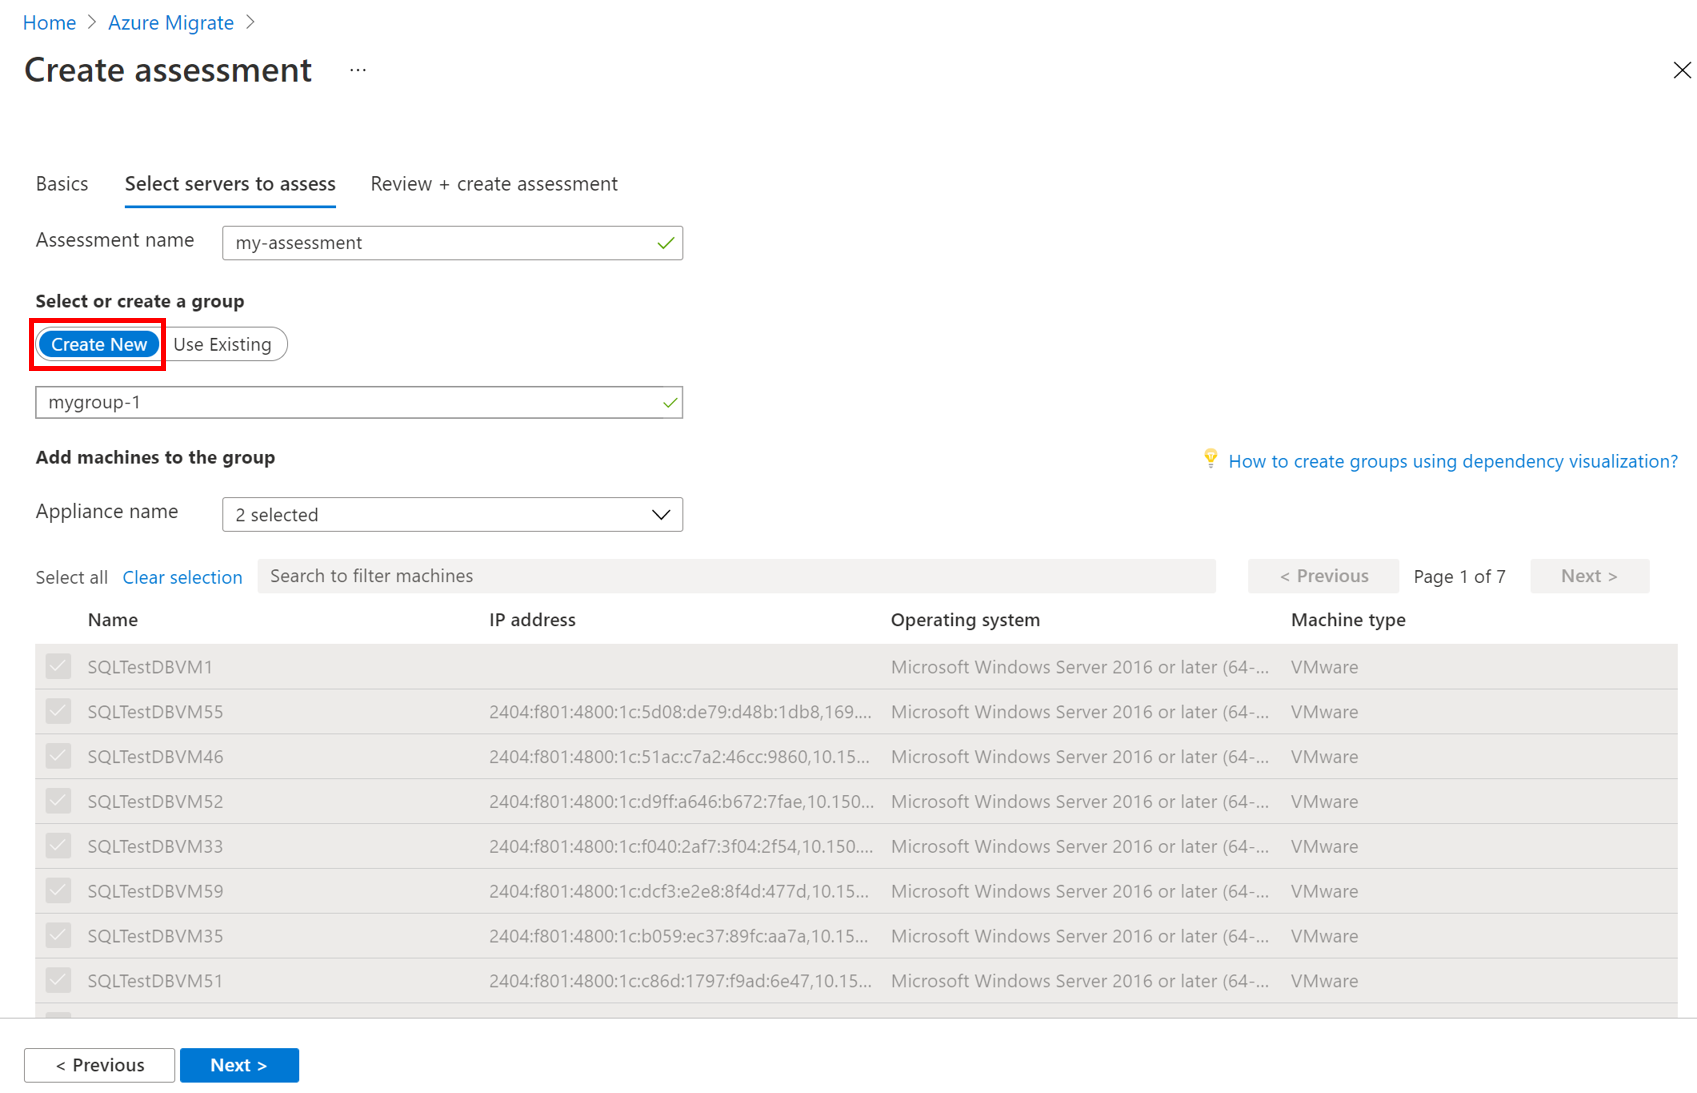 Home > Azure Migrate >
Create assessment ...
Basics Select servers to assess Review + create assessment
Assessment name my-assessment
Select or create a group
Create New Use Existing
mygroup-1
Add machines to the group
How to create groups using dependency visualization?
Appliance name 2 selected
Select all Clear selection Search to filter machines < Previous Page 1 of 7 Next >
Name IP address Operating system Machine type
SQLTestDBVM1 Microsoft Windows Server 2016 or later (64-... VMware
SQLTestDBVM55 2404:f801:4800:1c:5d08:de79:d48b:1db8,169.... Microsoft Windows Server 2016 or later (64-... VMware
SQLTestDBVM46 2404:f801:4800:1c:51ac:c7a2:46cc:9860,10.15... Microsoft Windows Server 2016 or later (64-... VMware
SQLTestDBVM52 2404:f801:4800:1c:d9ff:a646:b672:7fae,10.150... Microsoft Windows Server 2016 or later (64-... VMware
SQLTestDBVM33 2404:f801:4800:1c:f040:2af7:3f04:2f54,10.150.... Microsoft Windows Server 2016 or later (64-... VMware
SQLTestDBVM59 2404:f801:4800:1c:dcf3:e2e8:8f4d:477d,10.15... Microsoft Windows Server 2016 or later (64-... VMware
SQLTestDBVM35 2404:f801:4800:1c:b059:ec37:89fc:aa7a,10.15... Microsoft Windows Server 2016 or later (64-... VMware
SQLTestDBVM51 2404:f801:4800:1c:c86d:1797:f9ad:6e47,10.15... Microsoft Windows Server 2016 or later (64-... VMware
< Previous Next >